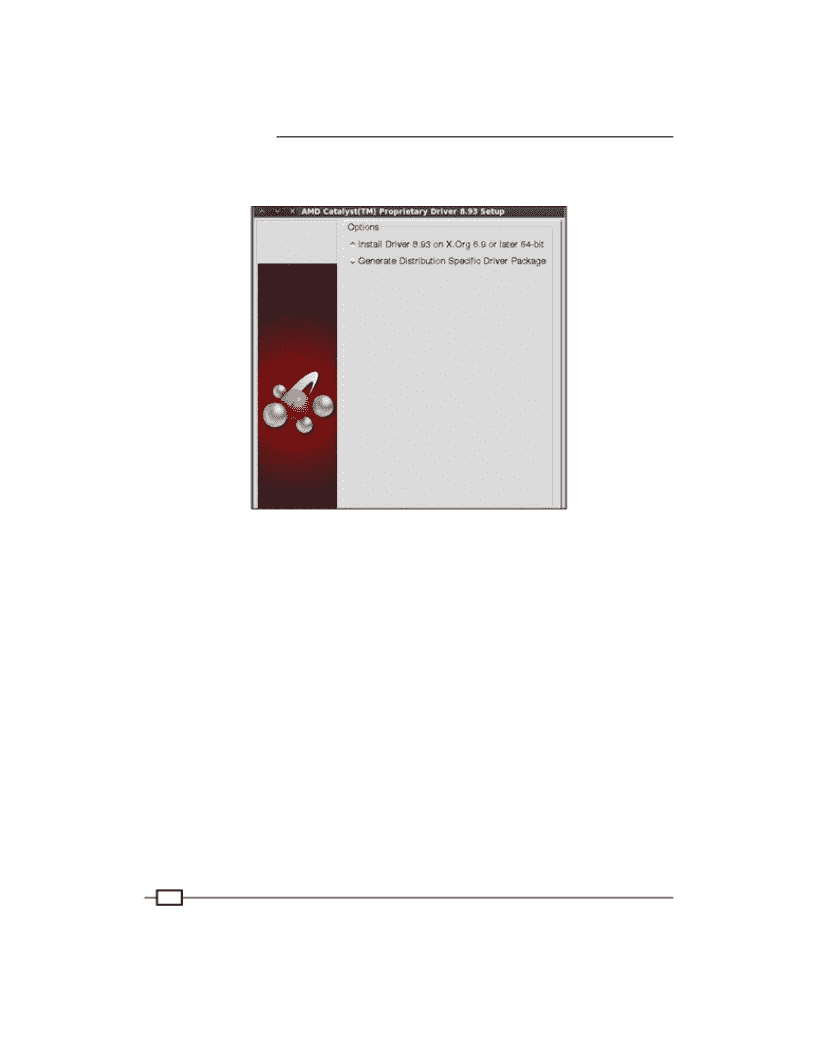 AMD Catalyst(TM) Proprietary Driver 8.93 Setup
Options
Install Driver 8.93 on X.Org 6.9 or later 64-bit
Generate Distribution Specific Driver Package